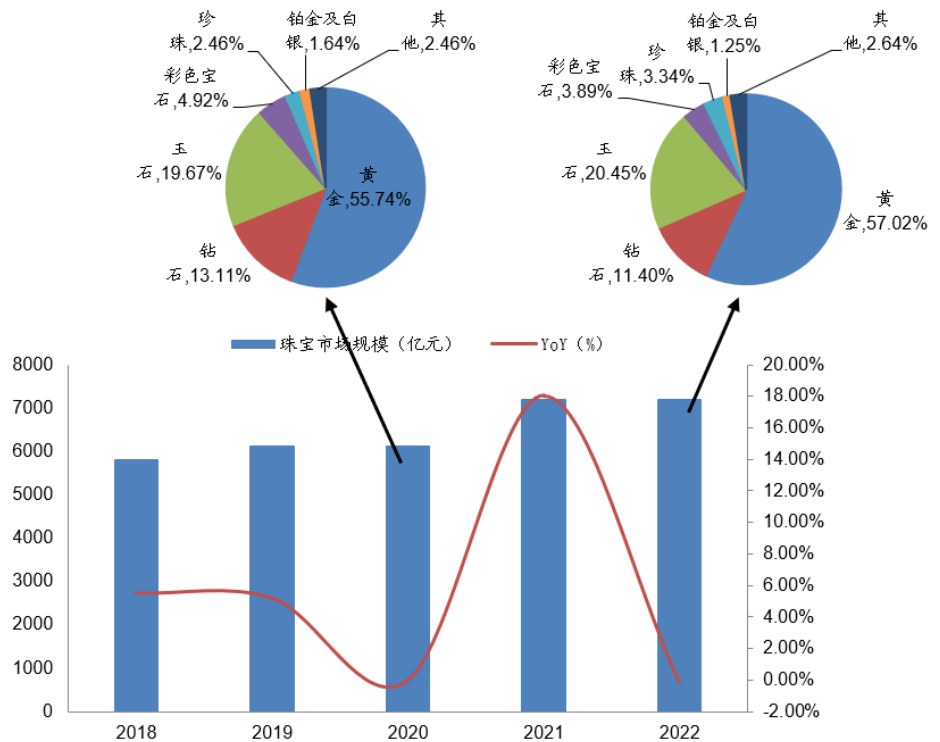 珍
珠,2.46%
铂金及白
银,1.64%
其
他,2.46%
彩色宝
石,4.92%
玉
石,19.67%
黄
金,55.74%
钻
石,13.11%
铂金及白
银,1.25%
其
他,2.64%
珍
珠,3.34%
彩色宝
石,3.89%
玉
石,20.45%
黄
金,57.02%
钻
石,11.40%
珠宝市场规模（亿元）
YoY（%）
8000
7000
6000
5000
4000
3000
2000
1000
0
20.00%
18.00%
16.00%
14.00%
12.00%
10.00%
8.00%
6.00%
4.00%
2.00%
0.00%
-2.00%
2018
2019
2020
2021
2022